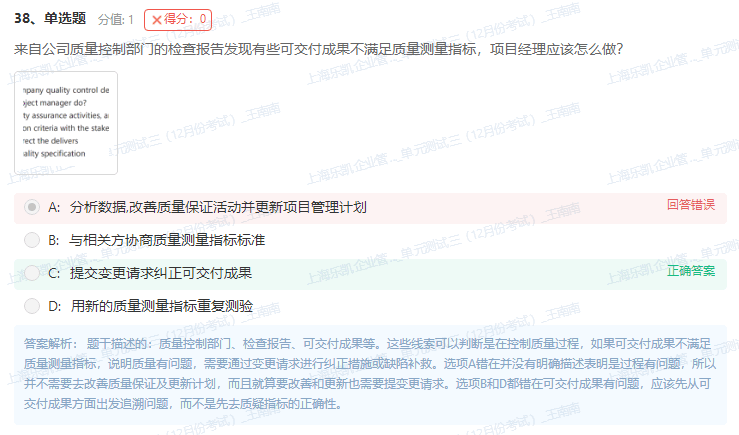 38、单选题 分值: 1 ✕得分：0
来自公司质量控制部门的检查报告发现有些可交付成果不满足质量测量指标，项目经理应该怎么做?
npany quality control de
oject manager do?
ty assurance activities, a
on criteria with the stake
rect the delivers
ality specification
A: 分析数据,改善质量保证活动并更新项目管理计划 回答错误
B: 与相关方协商质量测量指标标准
C: 提交变更请求纠正可交付成果 正确答案
D: 用新的质量测量指标重复测验
答案解析： 题干描述的：质量控制部门、检查报告、可交付成果等。这些线索可以判断是在控制质量过程，如果可交付成果不满足
质量测量指标，说明质量有问题，需要通过变更请求进行纠正措施或缺陷补救。选项A错在并没有明确描述表明是过程有问题，所以
并不需要去改善质量保证及更新计划，而且就算要改善和更新也需要提变更请求。选项B和D都错在可交付成果有问题，应该先从可
交付成果方面出发追溯问题，而不是先去质疑指标的正确性。